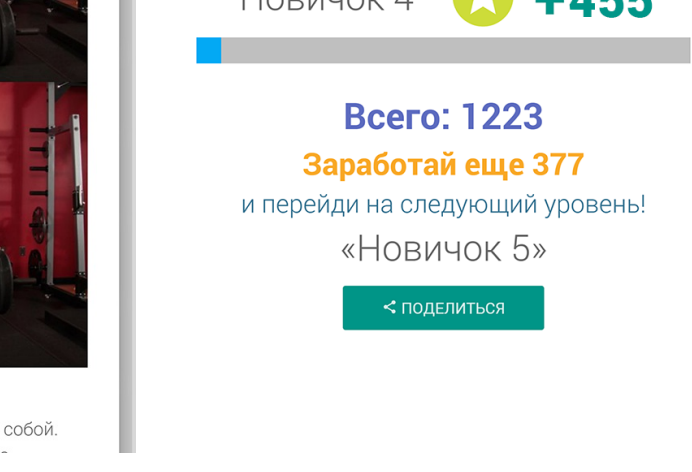 Новичок 4 +455
Всего: 1223
Заработай еще 377
и перейди на следующий уровень!
«Новичок 5»
ПОДЕЛИТЬСЯ
собой.